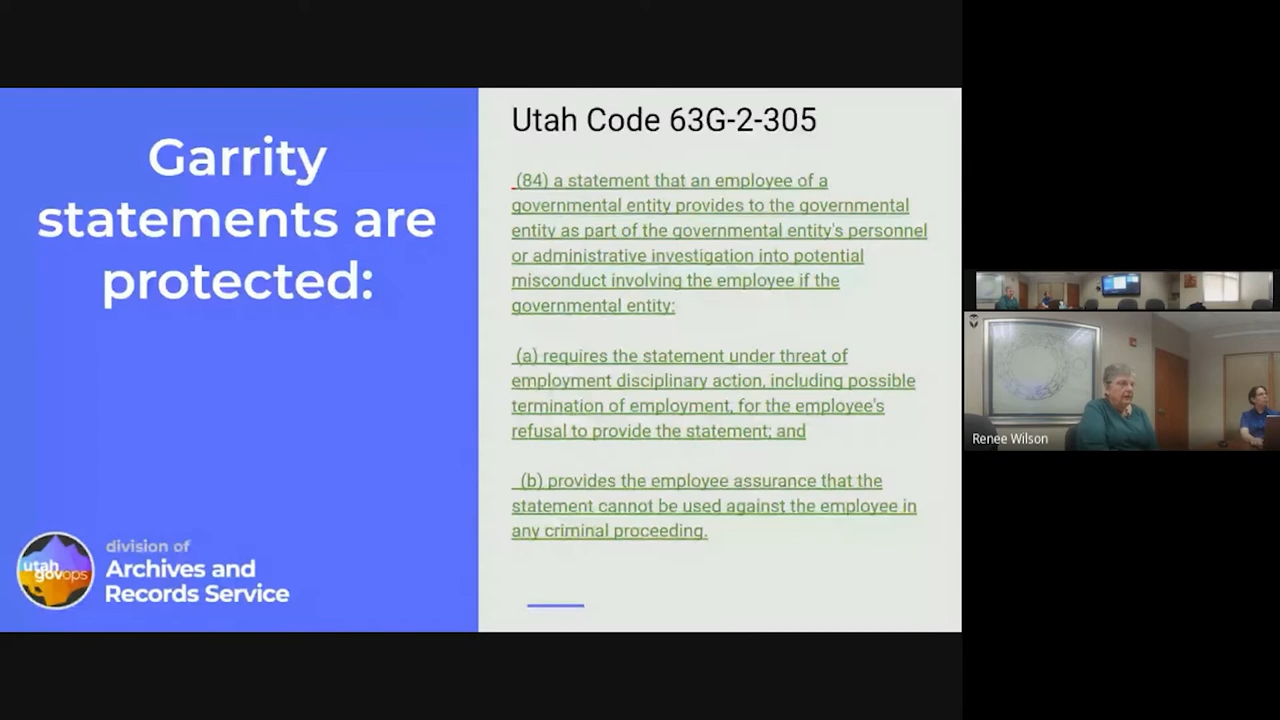 Garrity
statements are
protected:
utah
govops
division of
Archives and
Records Service
Utah Code 63G-2-305
(84) a statement that an employee of a
governmental entity provides to the governmental
entity as part of the governmental entity's personnel
or administrative investigation into potential
misconduct involving the employee if the
governmental entity:
(a) requires the statement under threat of
employment disciplinary action, including possible
termination of employment, for the employee's
refusal to provide the statement; and
(b) provides the employee assurance that the
statement cannot be used against the employee in
any criminal proceeding.
Renee Wilson